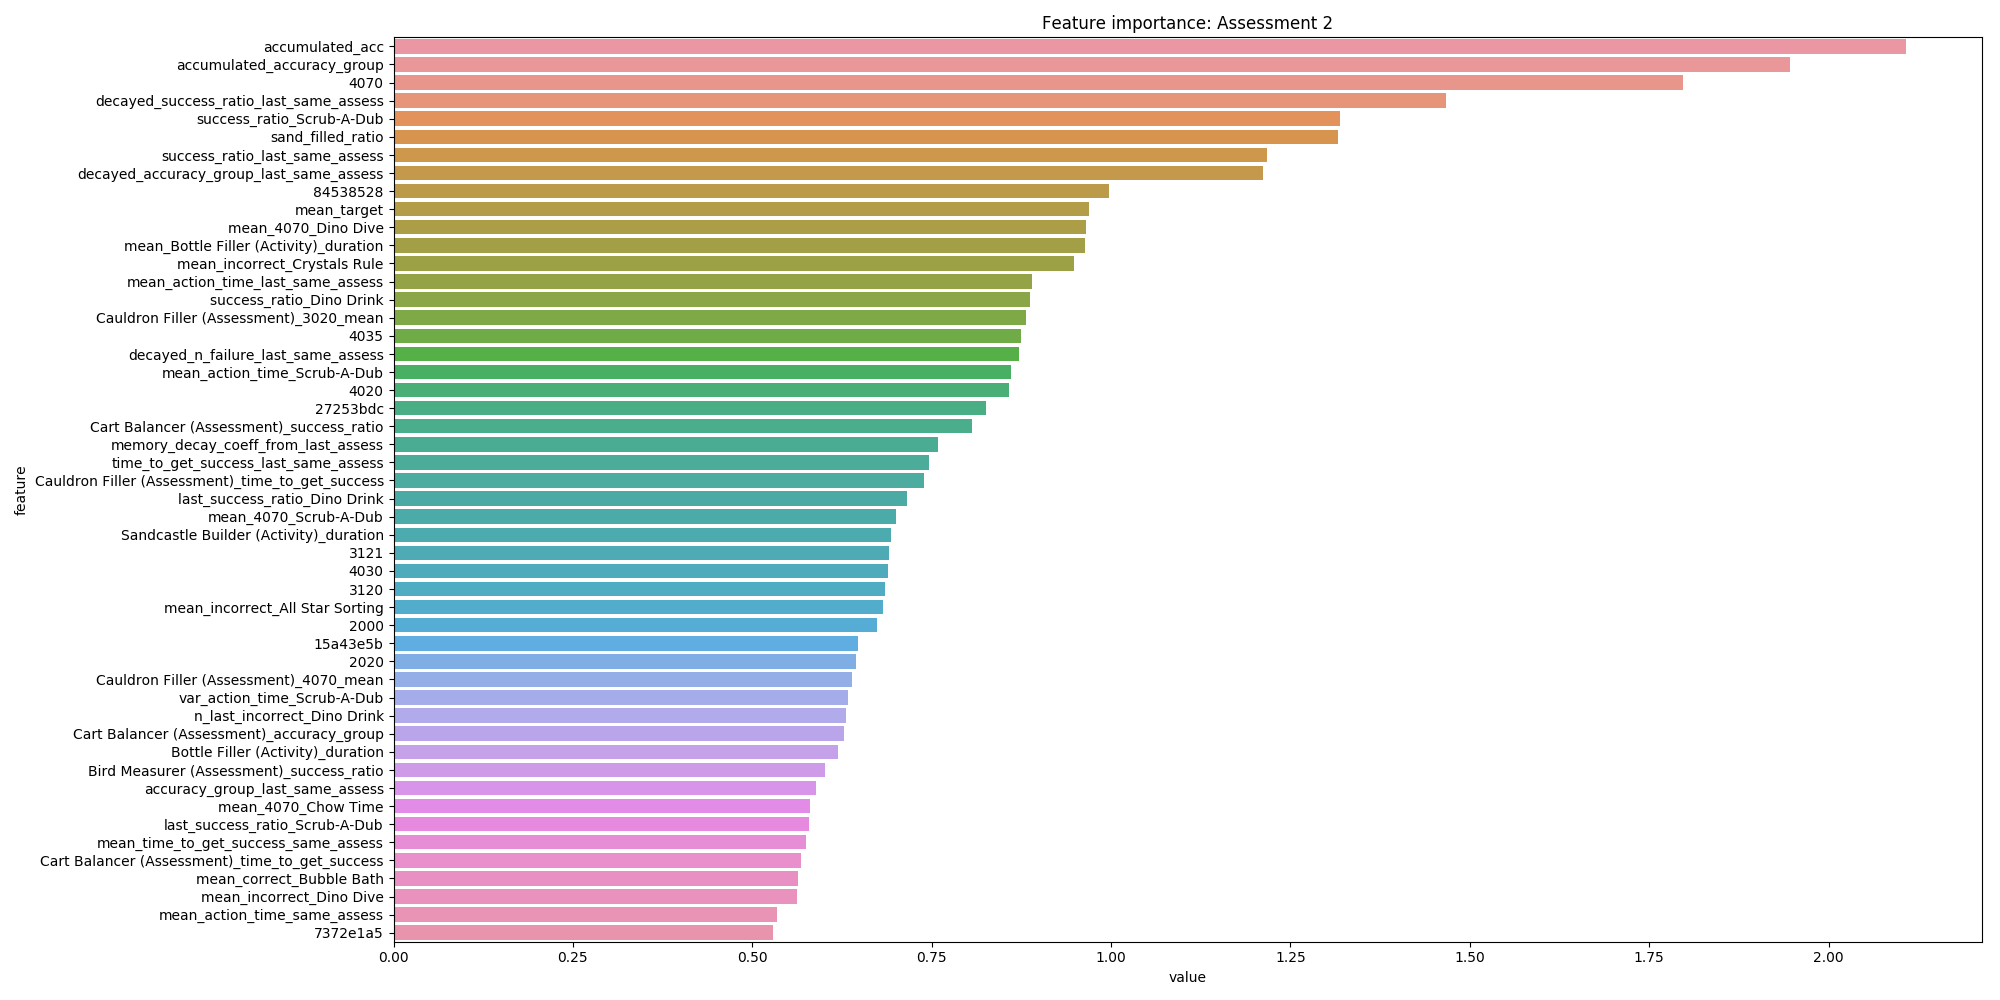 Feature importance: Assessment 2
accumulated_acc
accumulated_accuracy_group
4070
decayed_success_ratio_last_same_assess
success_ratio_Scrub-A-Dub
sand_filled_ratio
success_ratio_last_same_assess
decayed_accuracy_group_last_same_assess
84538528
mean_target
mean_4070_Dino Dive
mean_Bottle Filler (Activity)_duration
mean_incorrect_Crystals Rule
mean_action_time_last_same_assess
success_ratio_Dino Drink
Cauldron Filler (Assessment)_3020_mean
4035
decayed_n_failure_last_same_assess
mean_action_time_Scrub-A-Dub
4020
27253bdc
Cart Balancer (Assessment)_success_ratio
memory_decay_coeff_from_last_assess
time_to_get_success_last_same_assess
Cauldron Filler (Assessment)_time_to_get_success
last_success_ratio_Dino Drink
mean_4070_Scrub-A-Dub
Sandcastle Builder (Activity)_duration
3121
4030
3120
mean_incorrect_All Star Sorting
2000
15a43e5b
2020
Cauldron Filler (Assessment)_4070_mean
var_action_time_Scrub-A-Dub
n_last_incorrect_Dino Drink
Cart Balancer (Assessment)_accuracy_group
Bottle Filler (Activity)_duration
Bird Measurer (Assessment)_success_ratio
accuracy_group_last_same_assess
mean_4070_Chow Time
last_success_ratio_Scrub-A-Dub
mean_time_to_get_success_same_assess
Cart Balancer (Assessment)_time_to_get_success
mean_correct_Bubble Bath
mean_incorrect_Dino Dive
mean_action_time_same_assess
7372e1a5
feature
0.00 0.25 0.50 0.75 1.00 1.25 1.50 1.75 2.00
value